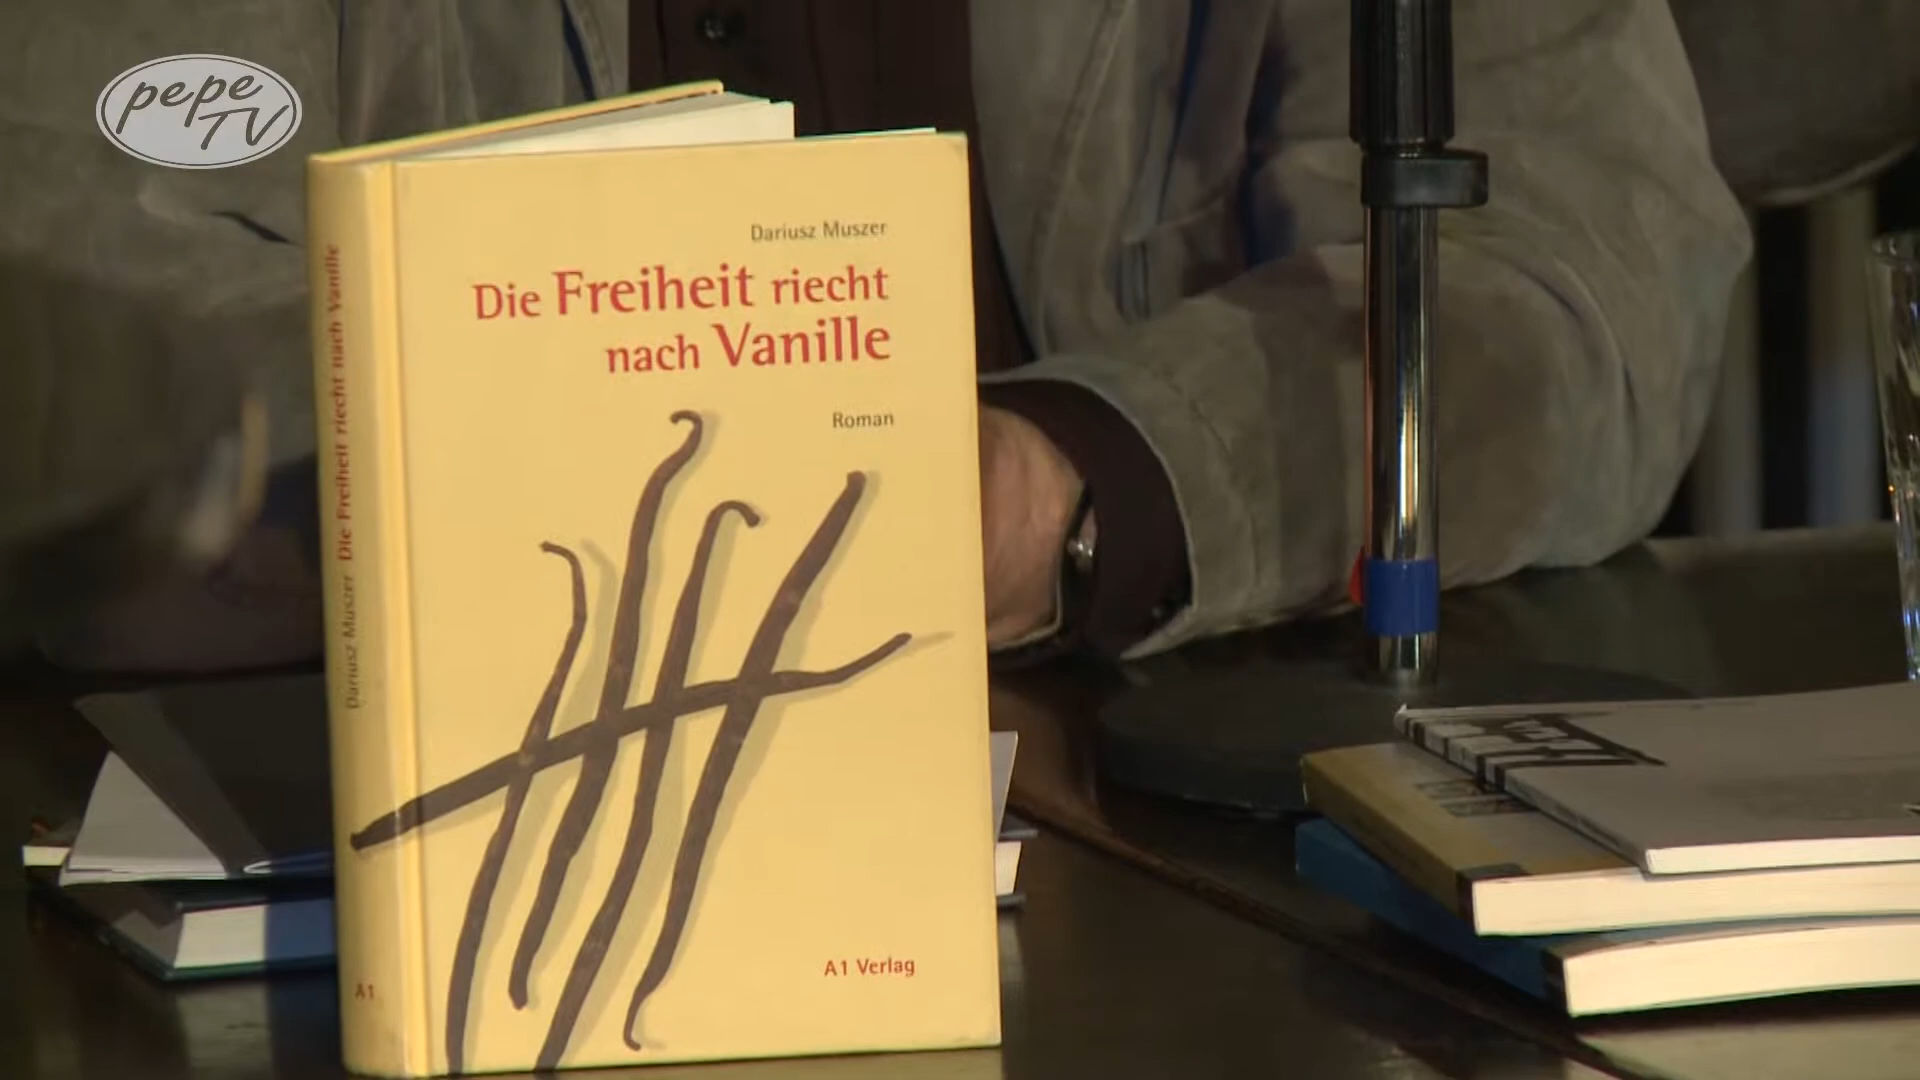 pepe
TV
Dariusz Muszer
Die Freiheit riecht
nach Vanille
Roman
A1 Verlag
Dariusz Muszer Die Freiheit riecht nach Vanille
A1